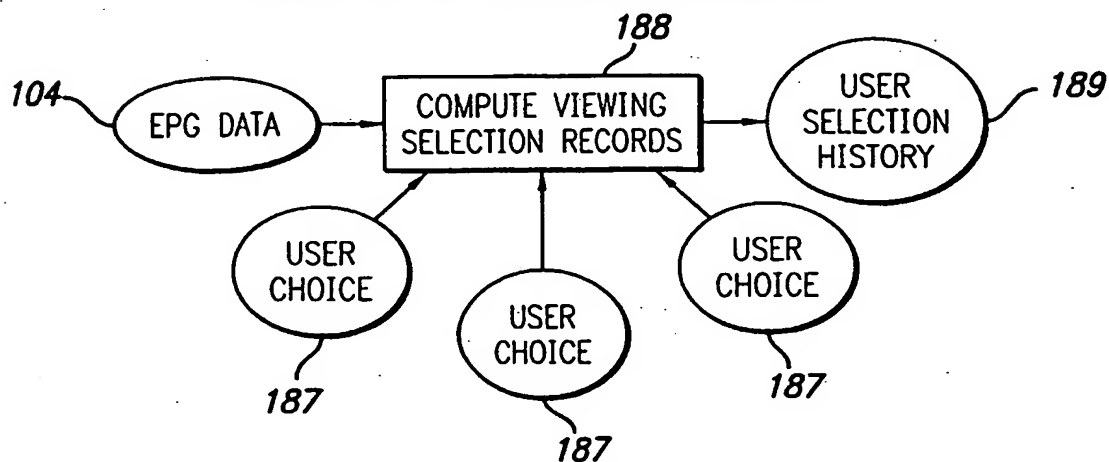 188
104
EPG DATA
COMPUTE VIEWING
SELECTION RECORDS
USER
SELECTION
HISTORY
189
USER
CHOICE
187
USER
CHOICE
187
USER
CHOICE
187